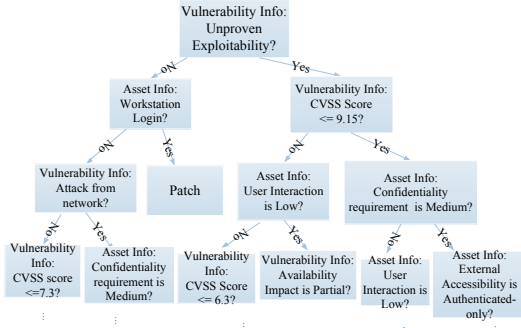 Vulnerability Info:
Unproven
Exploitability?
No
Yes
Asset Info:
Workstation
Login?
Vulnerability Info:
CVSS Score
<= 9.15?
No
Yes
No
Yes
Vulnerability Info:
Attack from
network?
Patch
Asset Info:
User Interaction
is Low?
Asset Info:
Confidentiality
requirement is Medium?
No
Yes
No
Yes
No
Yes
Vulnerability
Info:
CVSS score
<=7.3?
Asset Info:
Confidentiality
requirement is
Medium?
Vulnerability
Info:
CVSS Score
<= 6.3?
Vulnerability Info:
Availability
Impact is Partial?
Asset Info:
User
Interaction is
Low?
Asset Info:
External
Accessibility is
Authenticated-
only?